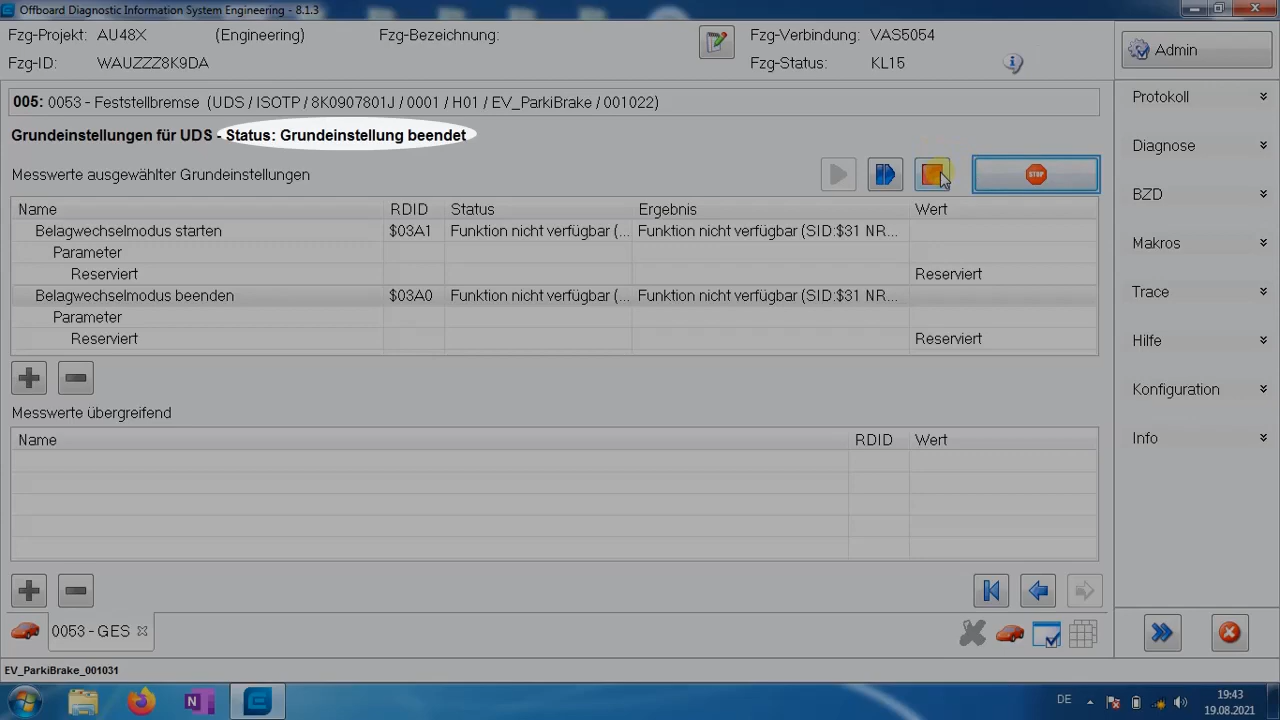 Offboard Diagnostic Information System Engineering - 8.1.3
Fzg-Projekt: AU48X (Engineering) Fzg-Bezeichnung: Fzg-Verbindung: VAS5054
Fzg-ID: WAUZZZ8K9DA Fzg-Status: KL15
Admin
005: 0053 - Feststellbremse (UDS / ISOTP / 8K0907801J / 0001 / H01 / EV_ParkiBrake / 001022)
Grundeinstellungen für UDS - Status: Grundeinstellung beendet
Messwerte ausgewählter Grundeinstellungen
STOP
Name RDID Status Ergebnis Wert
Belagwechselmodus starten $03A1 Funktion nicht verfügbar (... Funktion nicht verfügbar (SID:$31 NR...
Parameter
Reserviert Reserviert
Belagwechselmodus beenden $03A0 Funktion nicht verfügbar (... Funktion nicht verfügbar (SID:$31 NR...
Parameter
Reserviert Reserviert
Messwerte übergreifend
Name RDID Wert
Protokoll
Diagnose
BZD
Makros
Trace
Hilfe
Konfiguration
Info
0053 - GES
EV_ParkiBrake_001031
DE
19:43
19.08.2021